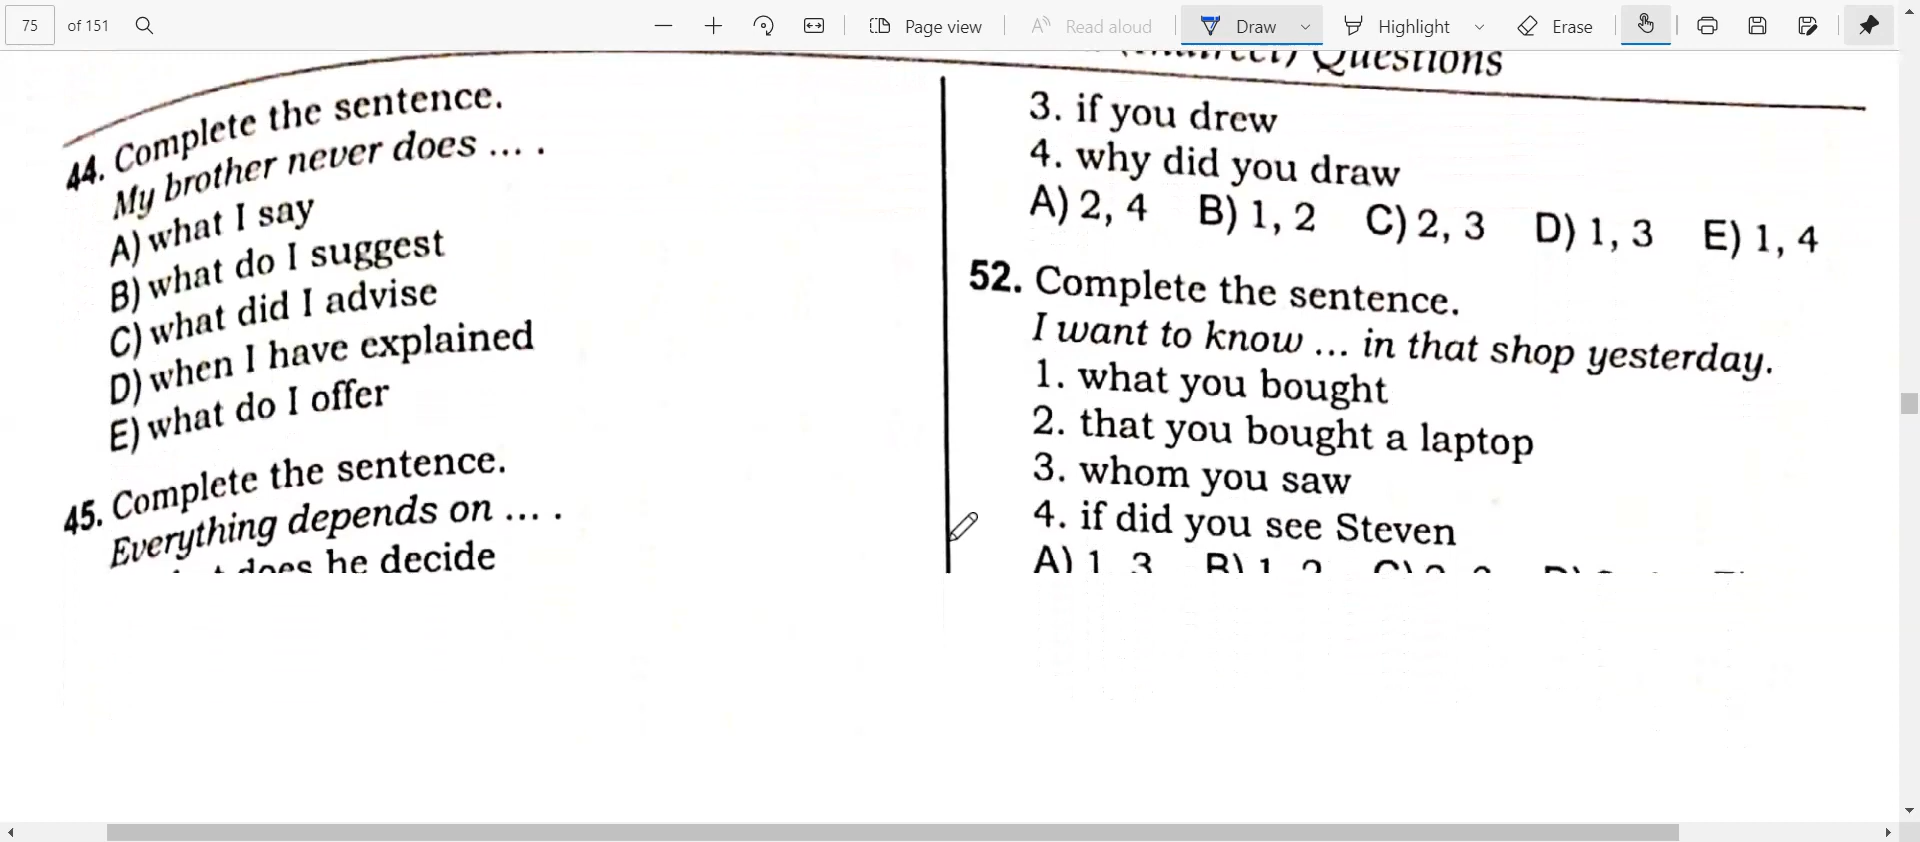 75 of 151 Page view Read aloud Draw Highlight Erase
Questions
44. Complete the sentence.
My brother never does ... .
A) what I say
B) what do I suggest
C) what did I advise
D) when I have explained
E) what do I offer
45. Complete the sentence.
Everything depends on ... .
does he decide
3. if you drew
4. why did you draw
A) 2, 4 B) 1, 2 C) 2, 3 D) 1, 3 E) 1, 4
52. Complete the sentence.
I want to know ... in that shop yesterday.
1. what you bought
2. that you bought a laptop
3. whom you saw
4. if did you see Steven
A) 1 3 B) 1